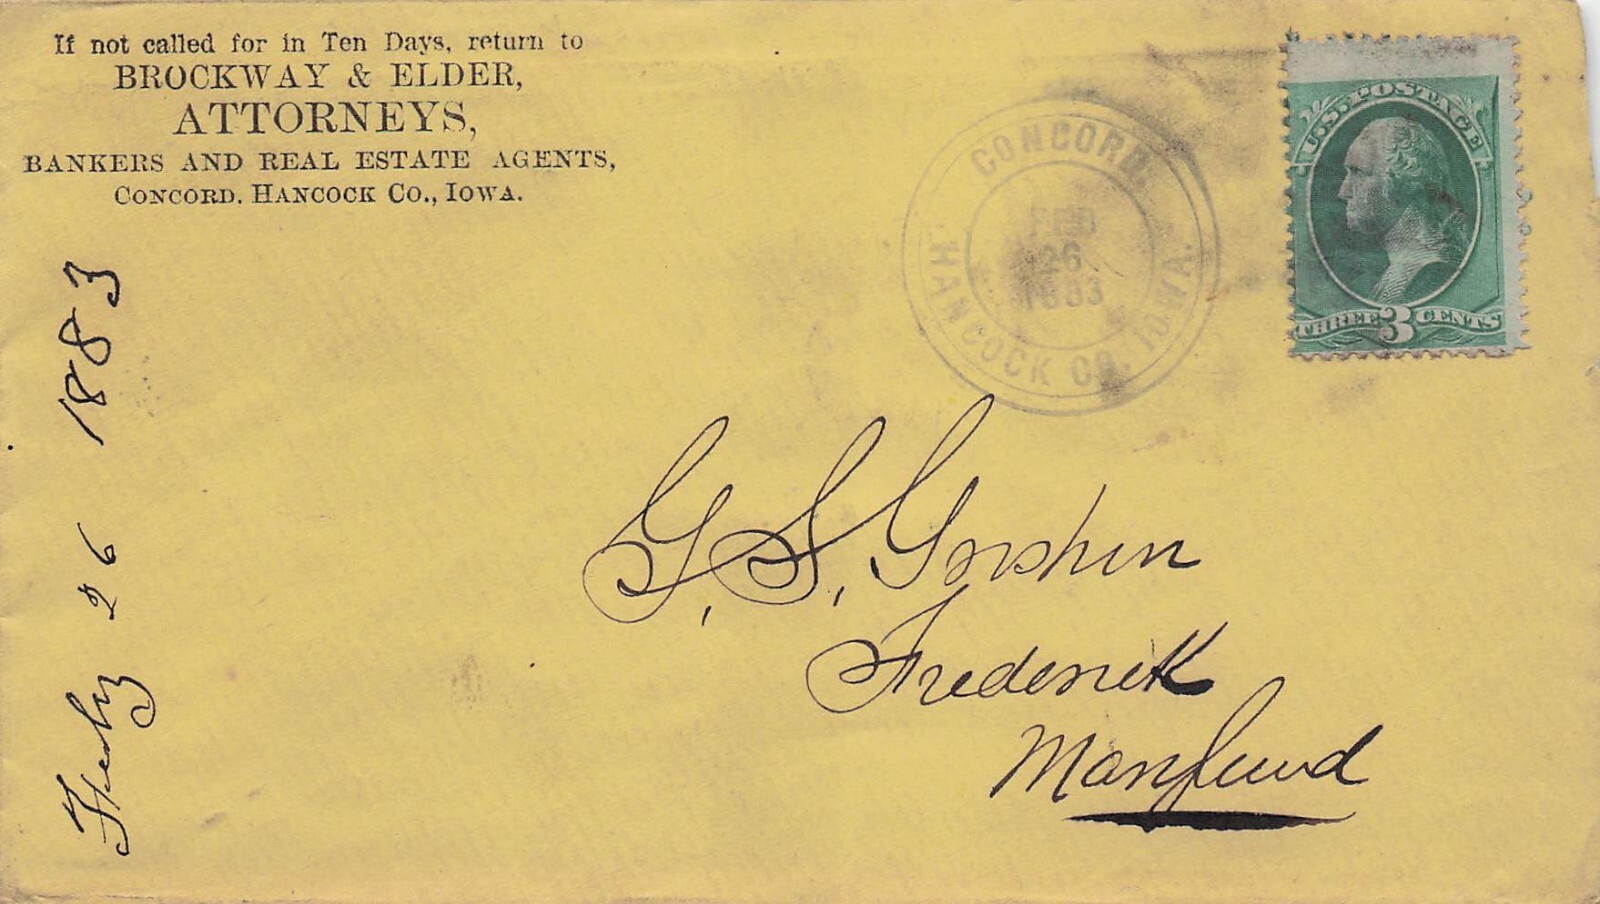 If not called for in Ten Days, return to
BROCKWAY & ELDER,
ATTORNEYS,
BANKERS AND REAL ESTATE AGENTS,
CONCORD. HANCOCK CO., IOWA.
CONCORD.
HANCOCK CO. IOWA.
FEB
26
1883
U.S. POSTAGE
THREE 3 CENTS
Feby 26 1883
G. S. Groshon
Frederick
Maryland